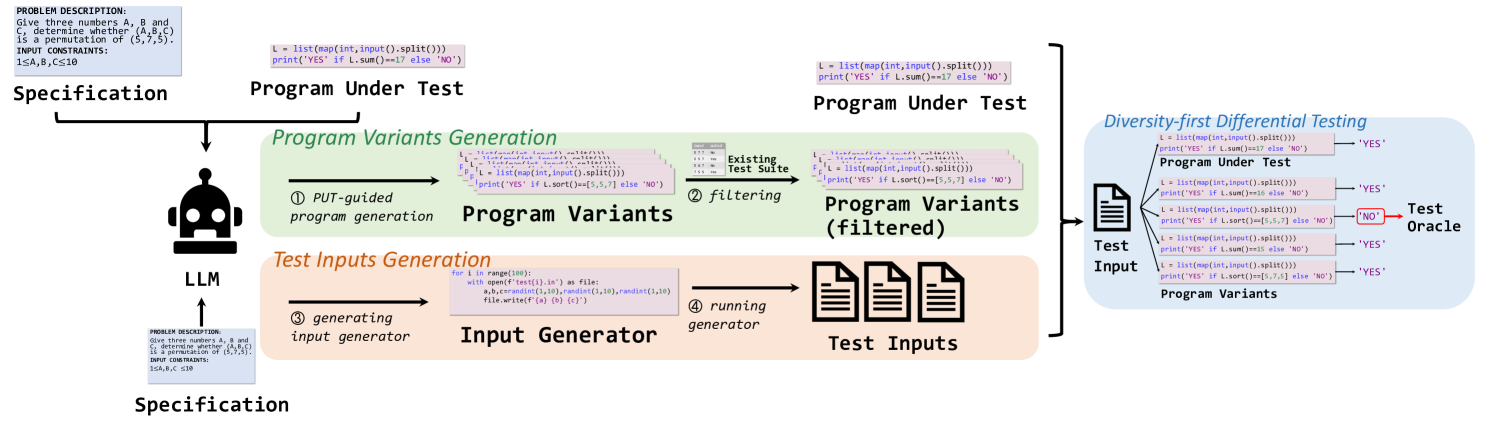 PROBLEM DESCRIPTION:
Give three numbers A, B and
C, determine whether (A,B,C)
is a permutation of (5,7,5).
INPUT CONSTRAINTS:
1≤A,B,C≤10
Specification
L = list(map(int,input().split()))
print('YES' if L.sum()==17 else 'NO')
Program Under Test
LLM
PROBLEM DESCRIPTION:
Give three numbers A, B and
C, determine whether (A,B,C)
is a permutation of (5,7,5).
INPUT CONSTRAINTS:
1≤A,B,C ≤10
Specification
Program Variants Generation
① PUT-guided
program generation
L = list(map(int,input().split()))
print('YES' if L.sort()==[5,5,7] else 'NO')
Program Variants
Existing
Test Suite
② filtering
L = list(map(int,input().split()))
print('YES' if L.sort()==[5,5,7] else 'NO')
Program Variants
(filtered)
Test Inputs Generation
③ generating
input generator
for i in range(100):
with open(f'test{i}.in') as file:
a,b,c=randint(1,10),randint(1,10),randint(1,10)
file.write(f'{a} {b} {c}')
Input Generator
④ running
generator
Test Inputs
L = list(map(int,input().split()))
print('YES' if L.sum()==17 else 'NO')
Program Under Test
Diversity-first Differential Testing
Test
Input
L = list(map(int,input().split()))
print('YES' if L.sum()==17 else 'NO')
'YES'
Program Under Test
L = list(map(int,input().split()))
print('YES' if L.sum()==16 else 'NO')
'YES'
L = list(map(int,input().split()))
print('YES' if L.sort()==[5,5,7] else 'NO')
'NO'
Test
Oracle
L = list(map(int,input().split()))
print('YES' if L.sum()==15 else 'NO')
'YES'
L = list(map(int,input().split()))
print('YES' if L.sort()==[5,7,5] else 'NO')
'YES'
Program Variants